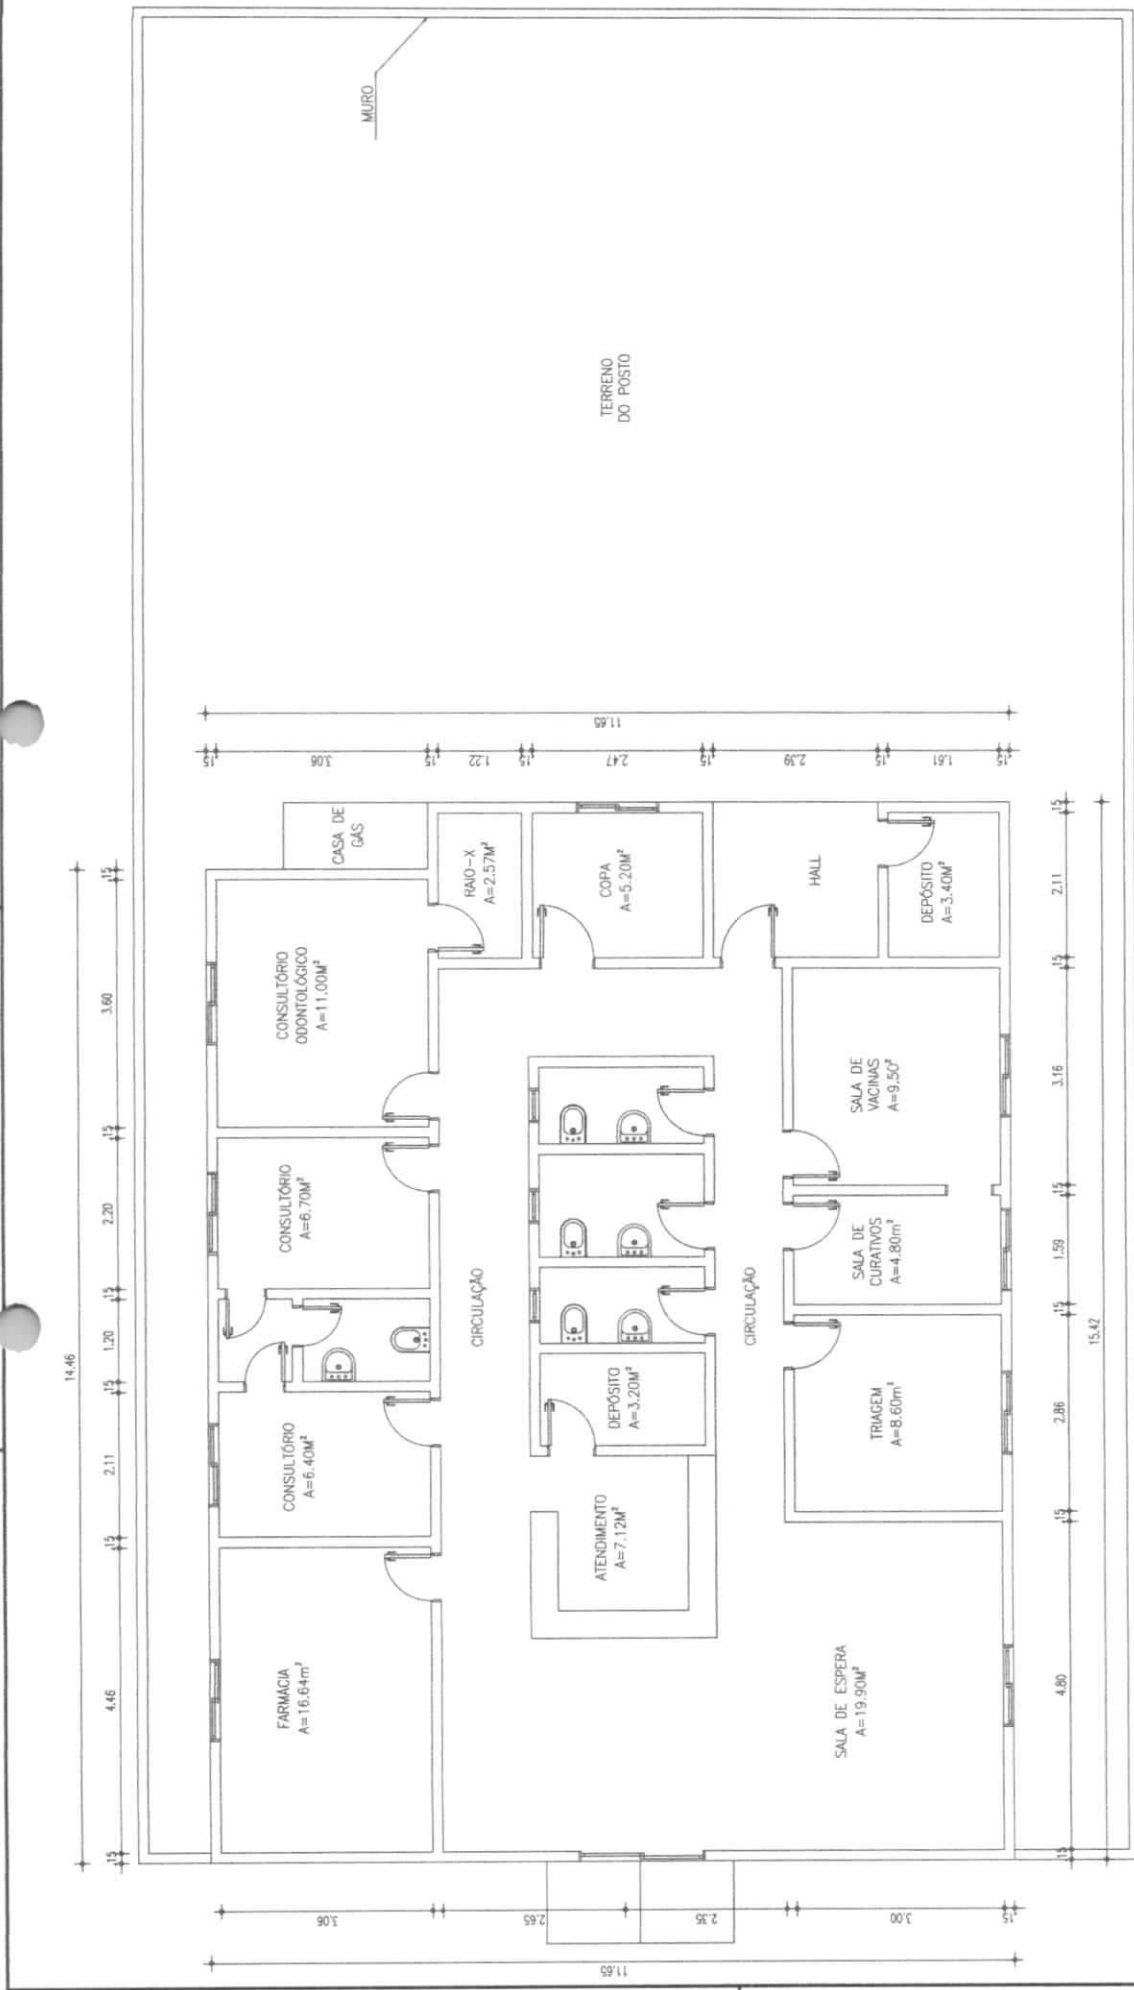 MURO
TERRENO
DO POSTO
11.65
15
3.06
15
1.22
15
2.47
15
2.39
15
1.61
15
14.46
15
3.60
15
2.20
15
1.20
15
2.11
15
4.46
15
CASA DE
GÁS
RAIO-X
A=2.57M²
COPA
A=5.20M²
HALL
DEPÓSITO
A=3.40M²
CONSULTÓRIO
ODONTOLÓGICO
A=11.00M²
CONSULTÓRIO
A=6.70M²
CONSULTÓRIO
A=6.40M²
FARMÁCIA
A=16.64m²
CIRCULAÇÃO
CIRCULAÇÃO
DEPÓSITO
A=3.20M²
ATENDIMENTO
A=7.12M²
SALA DE
VACINAS
A=9.50²
SALA DE
CURATIVOS
A=4.80m²
TRIAGEM
A=8.60m²
SALA DE ESPERA
A=19.90M²
15
2.11
15
3.16
15
1.59
15
2.86
15
4.80
15
15.42
3.06
2.65
2.35
3.00
15
11.65